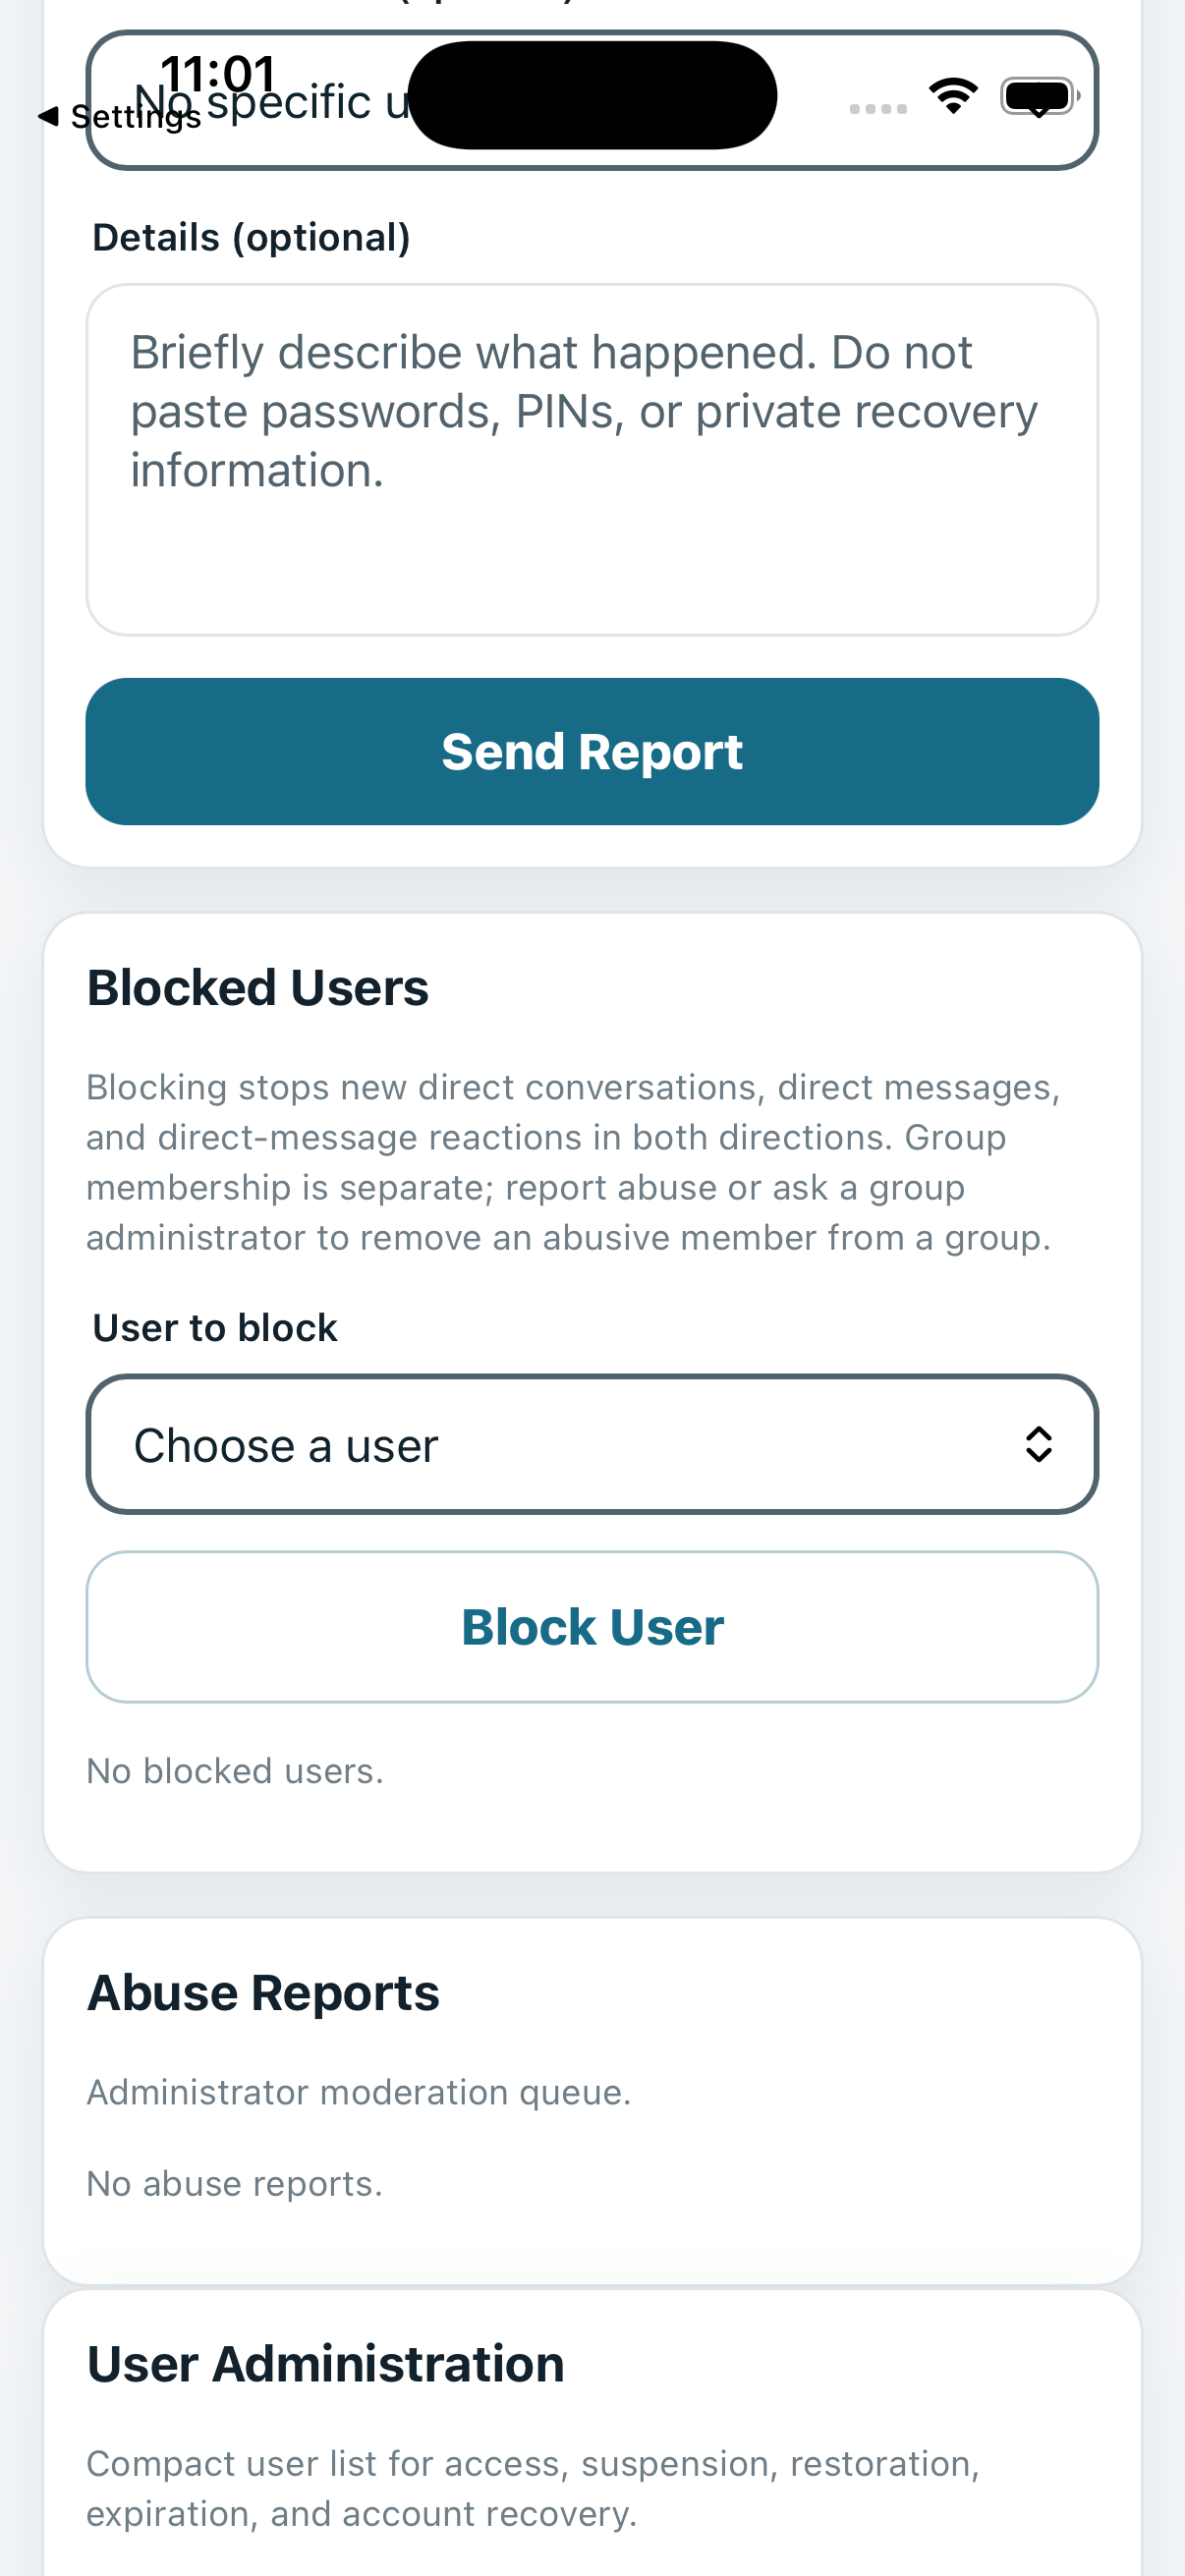 11:01
◀ Settings
No specific u
Details (optional)
Briefly describe what happened. Do not
paste passwords, PINs, or private recovery
information.
Send Report
Blocked Users
Blocking stops new direct conversations, direct messages,
and direct-message reactions in both directions. Group
membership is separate; report abuse or ask a group
administrator to remove an abusive member from a group.
User to block
Choose a user
Block User
No blocked users.
Abuse Reports
Administrator moderation queue.
No abuse reports.
User Administration
Compact user list for access, suspension, restoration,
expiration, and account recovery.